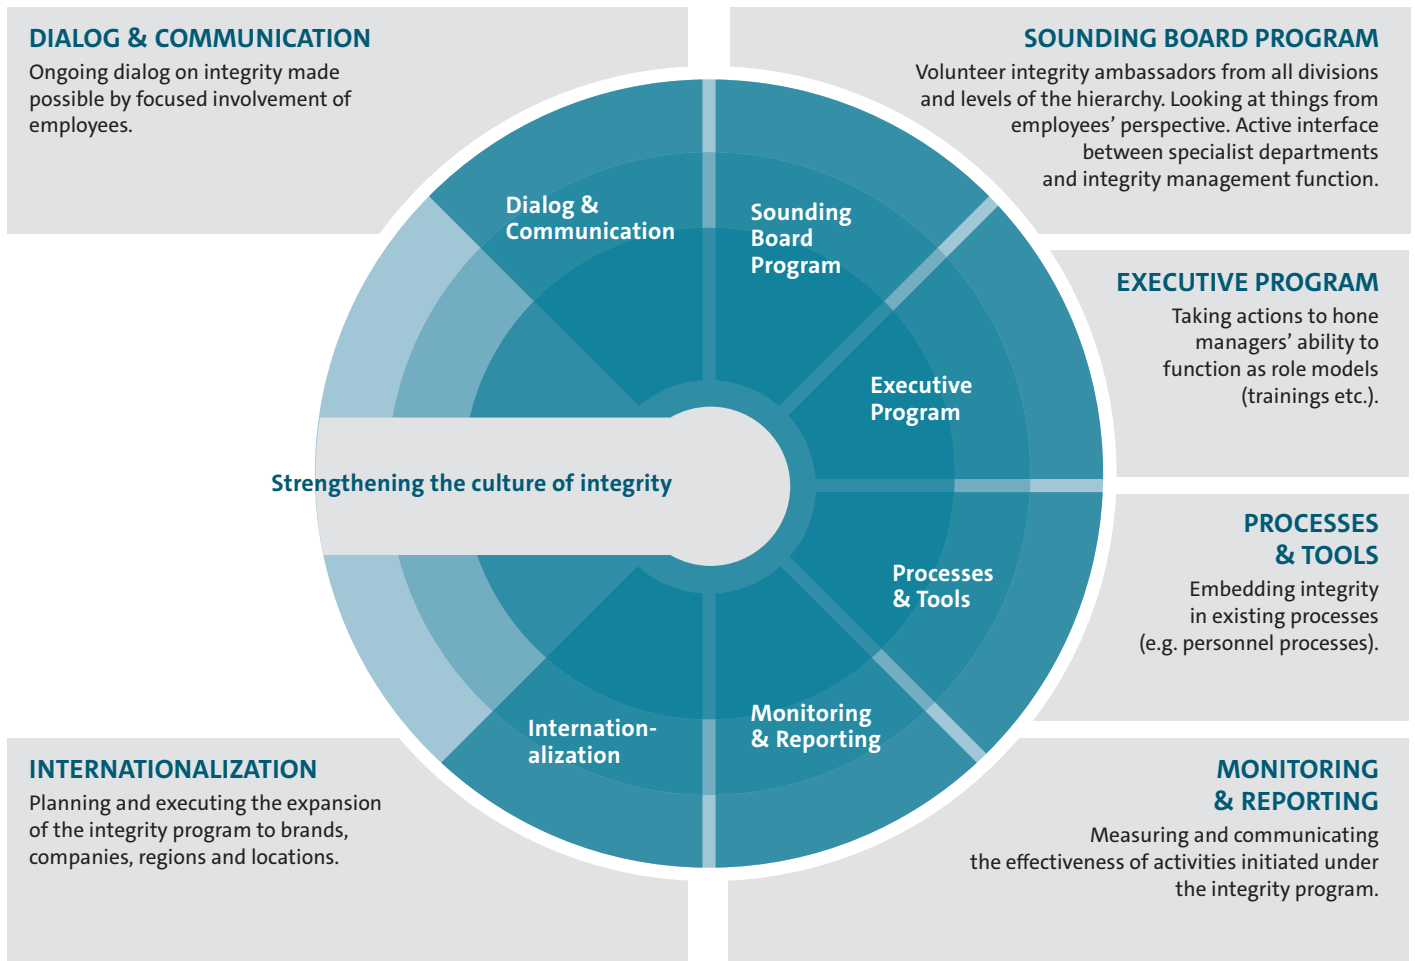 DIALOG & COMMUNICATION
Ongoing dialog on integrity made
possible by focused involvement of
employees.
SOUNDING BOARD PROGRAM
Volunteer integrity ambassadors from all divisions
and levels of the hierarchy. Looking at things from
employees’ perspective. Active interface
between specialist departments
and integrity management function.
EXECUTIVE PROGRAM
Taking actions to hone
managers’ ability to
function as role models
(trainings etc.).
PROCESSES
& TOOLS
Embedding integrity
in existing processes
(e.g. personnel processes).
MONITORING
& REPORTING
Measuring and communicating
the effectiveness of activities initiated under
the integrity program.
INTERNATIONALIZATION
Planning and executing the expansion
of the integrity program to brands,
companies, regions and locations.
Dialog &
Communication
Sounding
Board
Program
Executive
Program
Processes
& Tools
Monitoring
& Reporting
Internation-
alization
Strengthening the culture of integrity